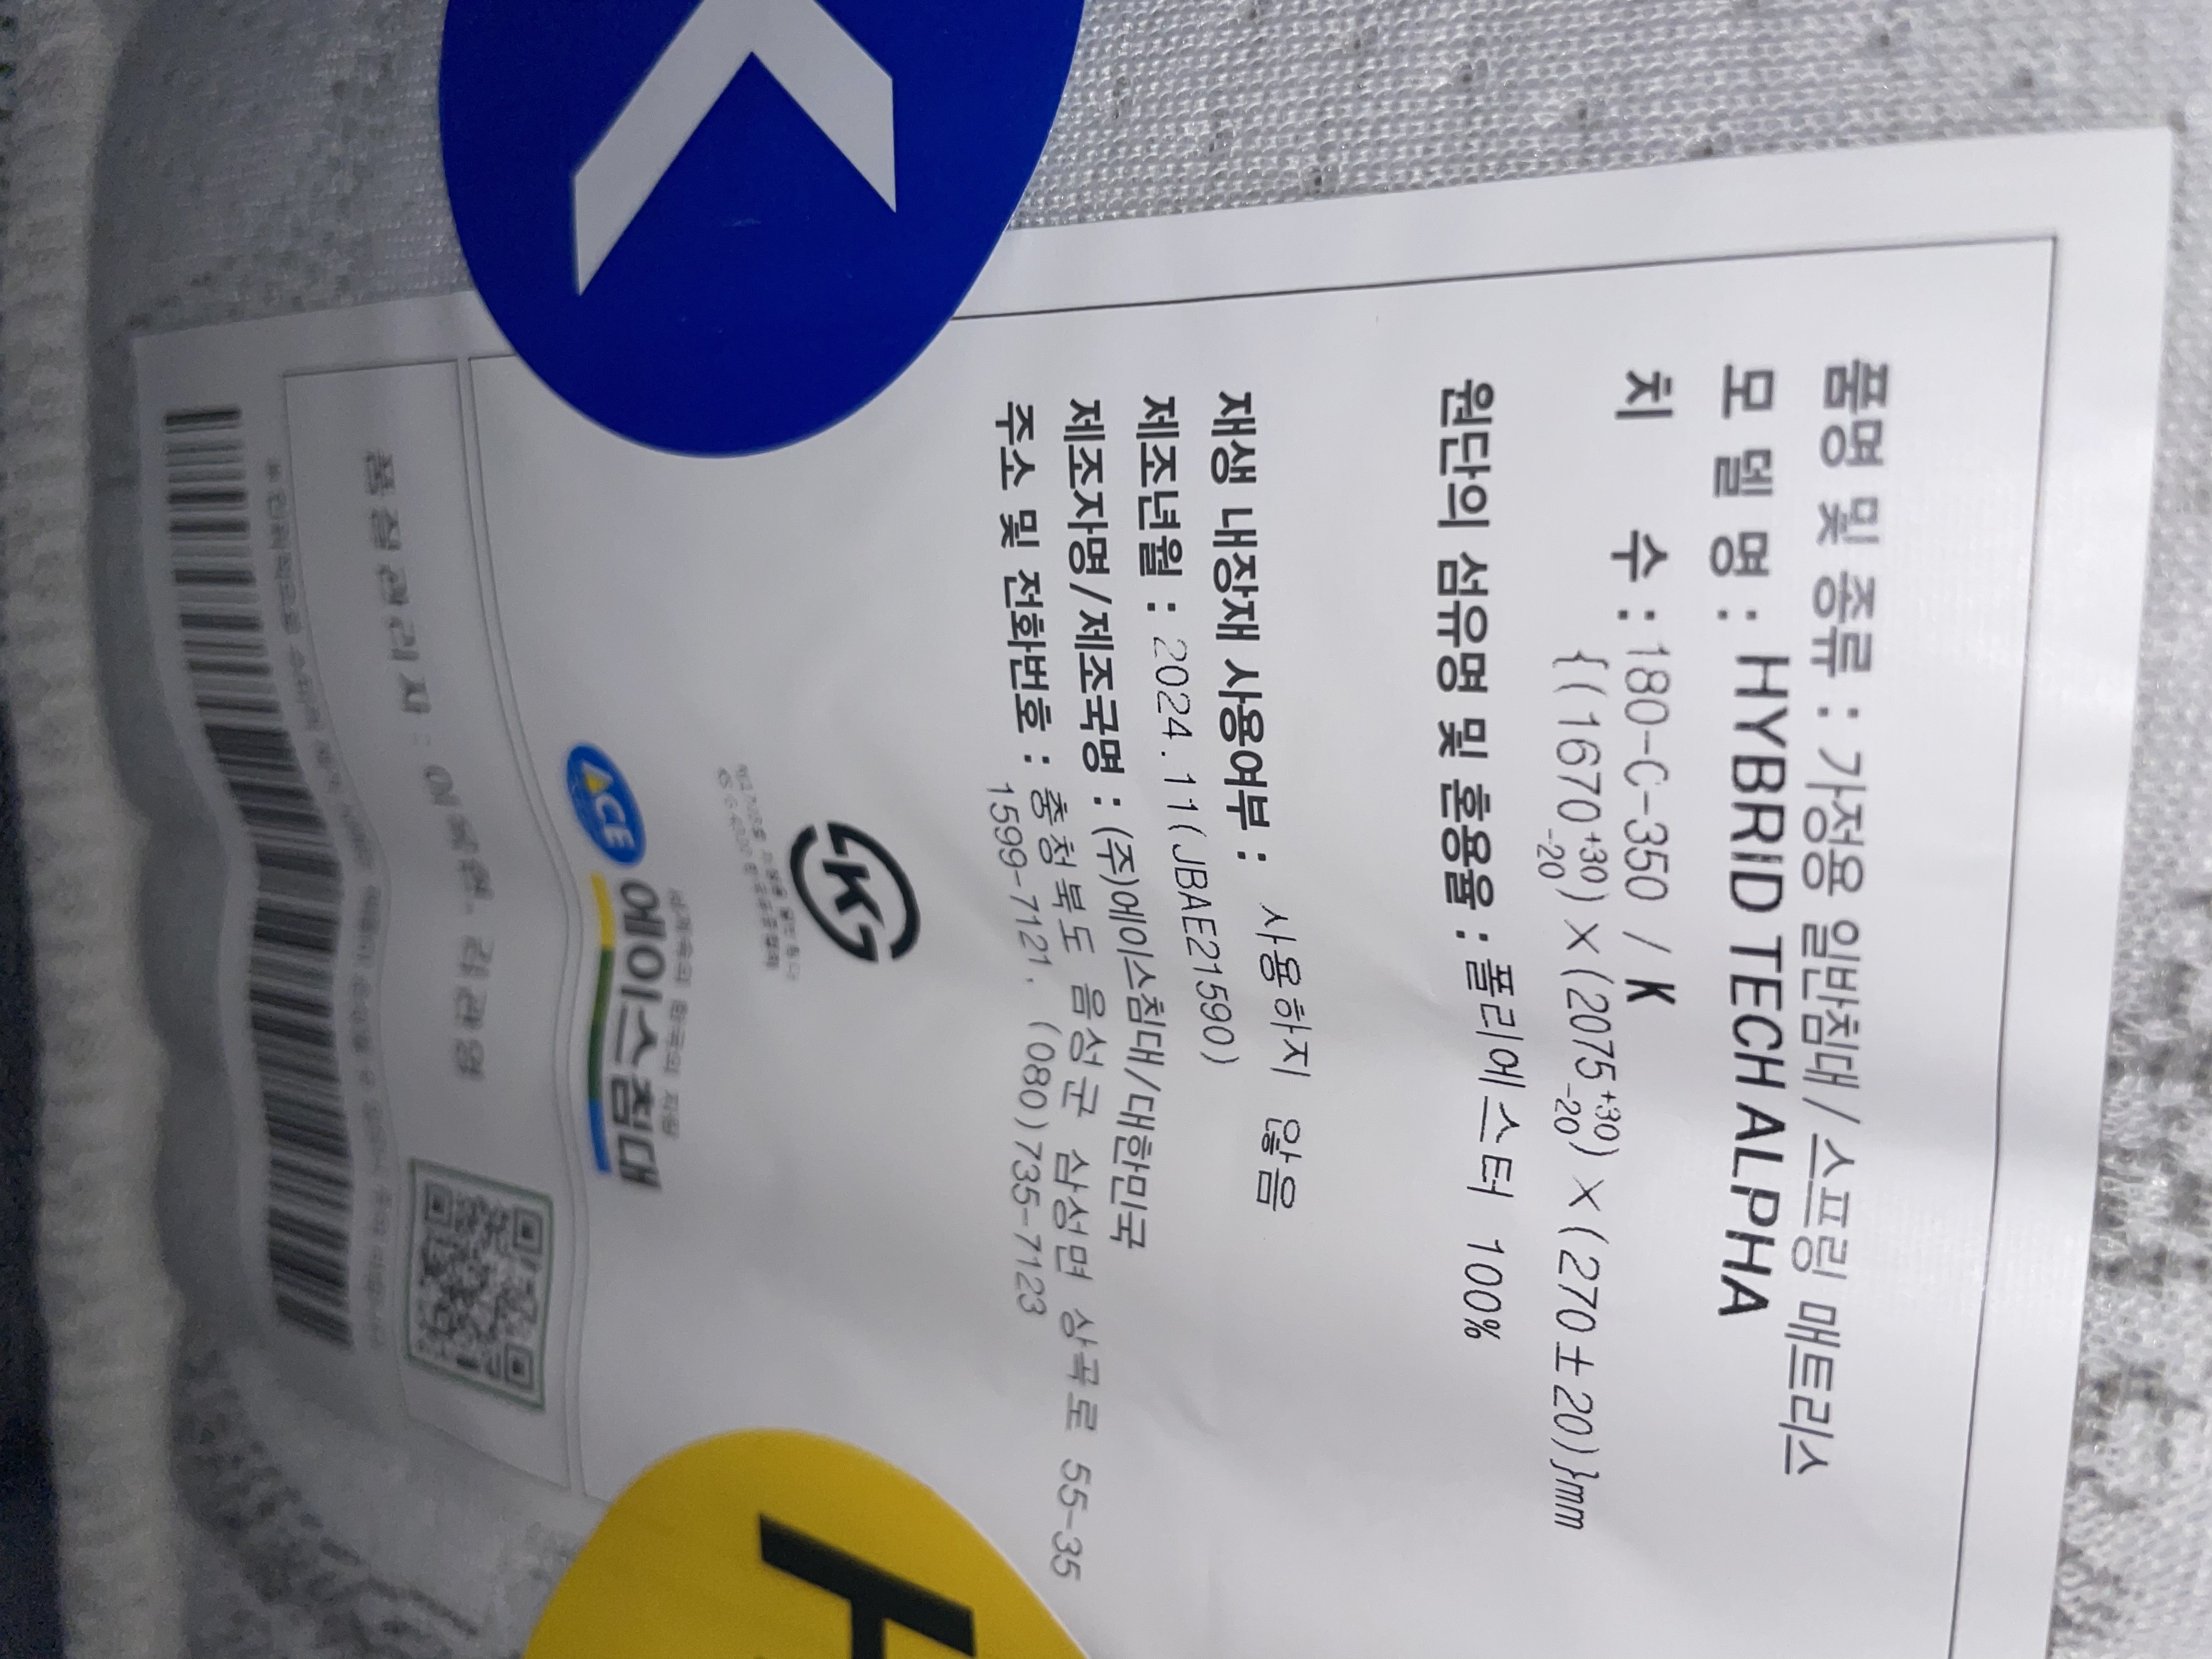 품명 및 종류 : 가정용 일반침대/스프링 매트리스
모 델 명 : HYBRID TECH ALPHA
치 수 : 180-C-350 / K
{(1670+30-20)×(2075+30-20)×(270±20)}mm
원단의 섬유명 및 혼용율 : 폴리에스터 100%
재생 내장재 사용여부 : 사용하지 않음
제조년월 : 2024.11(JBAE21590)
제조자명/제조국명 : (주)에이스침대/대한민국
주소 및 전화번호 : 충청북도 음성군 삼성면 상곡로 55-35
1599-7121. (080)735-7123
ACE 에이스침대
품질관리자 :